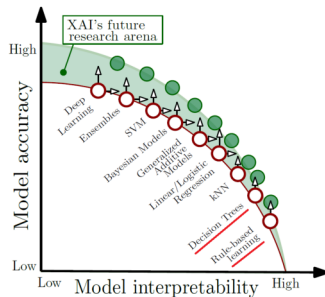 XAI's future
research arena
High
Deep
Learning
Ensembles
SVM
Bayesian Models
Generalized
Additive
Models
Linear/Logistic
Regression
kNN
Decision Trees
Rule-based
learning
Model accuracy
Low
Low
High
Model interpretability